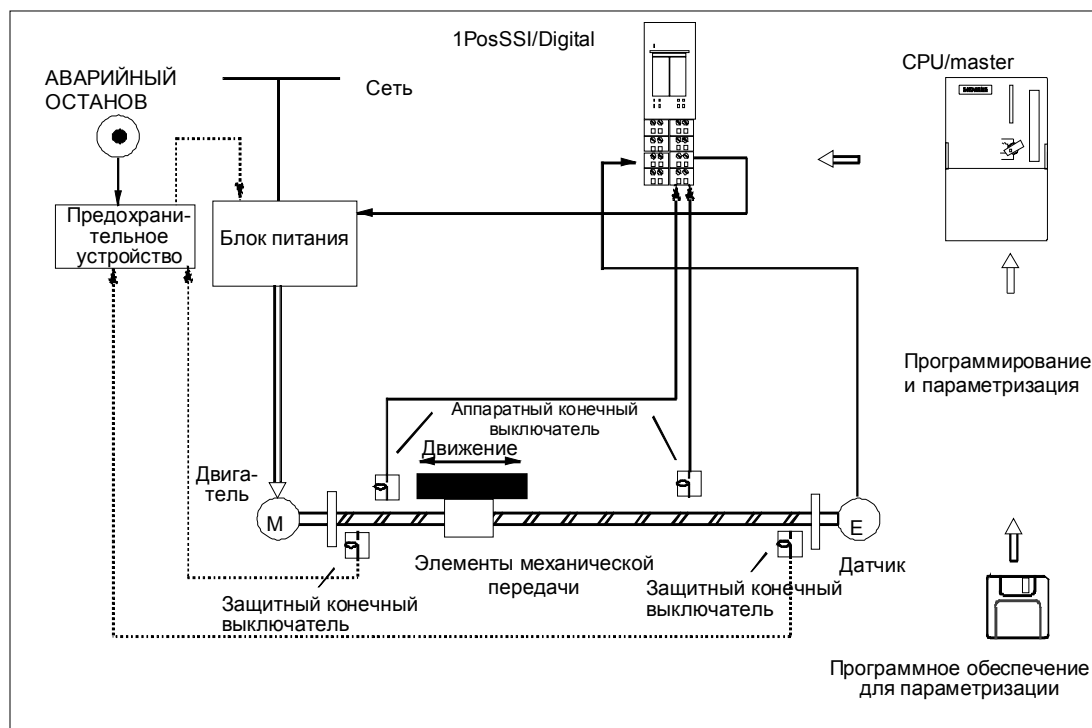 1PosSSI/Digital
CPU/master
АВАРИЙНЫЙ
ОСТАНОВ
Сеть
SIEMENS
Предохрани-
тельное
устройство
Блок питания
Программирование
и параметризация
Аппаратный конечный
выключатель
Движение
Двига-
тель
M
E
Элементы механической
передачи
Датчик
Защитный конечный
выключатель
Защитный конечный
выключатель
Программное обеспечение
для параметризации